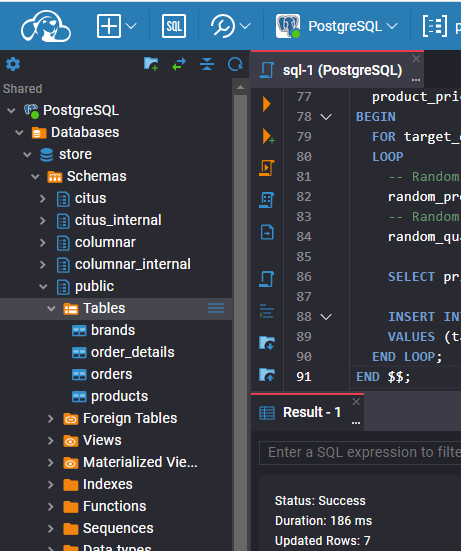 SQL
PostgreSQL
Shared
PostgreSQL
Databases
store
Schemas
citus
citus_internal
columnar
columnar_internal
public
Tables
brands
order_details
orders
products
Foreign Tables
Views
Materialized Vie...
Indexes
Functions
Sequences
Data types
sql-1 (PostgreSQL)
77 product_pri
78 BEGIN
79 FOR target_
80 LOOP
81 -- Random
82 random_pr
83 -- Random
84 random_qua
85
86 SELECT pr
87
88 INSERT INT
89 VALUES (ta
90 END LOOP;
91 END $$;
Result - 1
Enter a SQL expression to filte
Status: Success
Duration: 186 ms
Updated Rows: 7